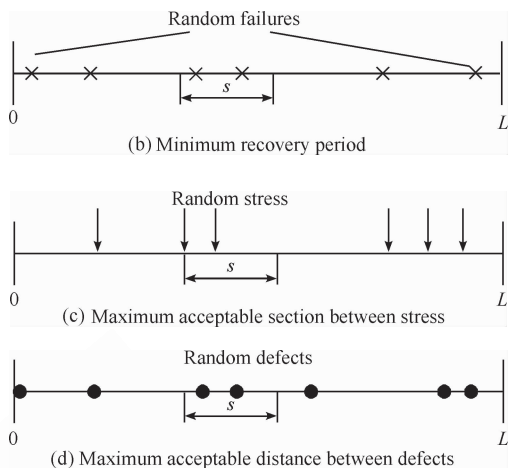 Random failures
s
0
L
(b) Minimum recovery period
Random stress
s
0
L
(c) Maximum acceptable section between stress
Random defects
s
0
L
(d) Maximum acceptable distance between defects